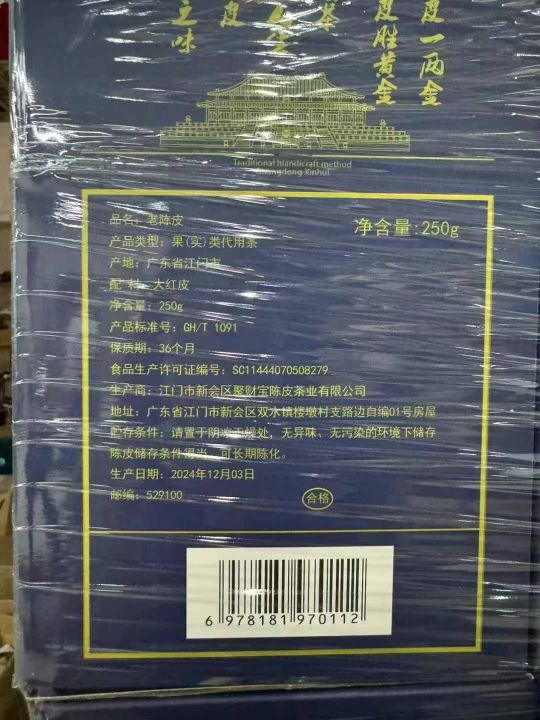 皮一两金
皮胜黄金
茶
皮
之味
Traditional handicraft method
Guangdong Xinhui
品名：老陈皮
净含量：250g
产品类型：果(实)类代用茶
产地：广东省江门市
配 料：大红皮
净含量：250g
产品标准号：GH/T 1091
保质期：36个月
食品生产许可证编号：SC11444070508279
生产商：江门市新会区聚财宝陈皮茶业有限公司
地址：广东省江门市新会区双水镇楼墩村支路边自编01号房屋
贮存条件：请置于阴凉干燥处，无异味、无污染的环境下储存
陈皮储存条件得当，可长期陈化。
生产日期：2024年12月03日
邮编：529100
合格
6 978181 970112